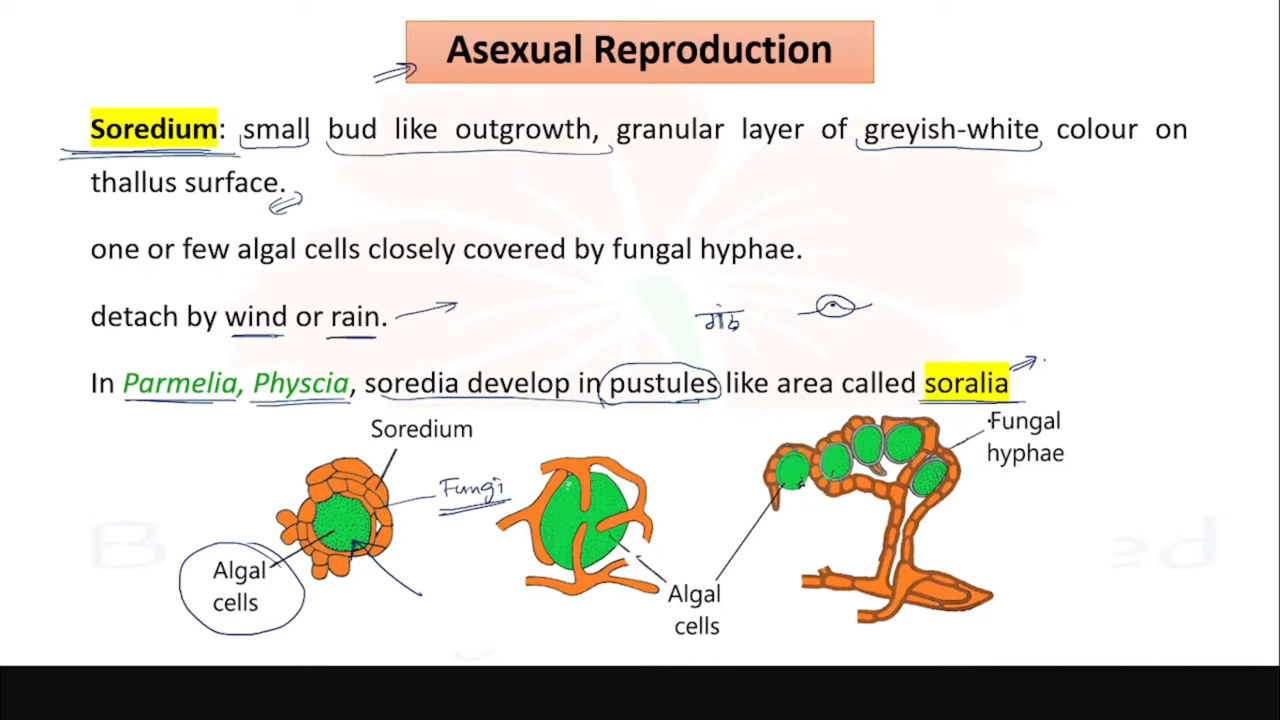 Asexual Reproduction
Soredium: small bud like outgrowth, granular layer of greyish-white colour on
thallus surface.
one or few algal cells closely covered by fungal hyphae.
detach by wind or rain.
In Parmelia, Physcia, soredia develop in pustules like area called soralia
Soredium
Fungal
hyphae
Fungi
Algal
cells
Algal
cells